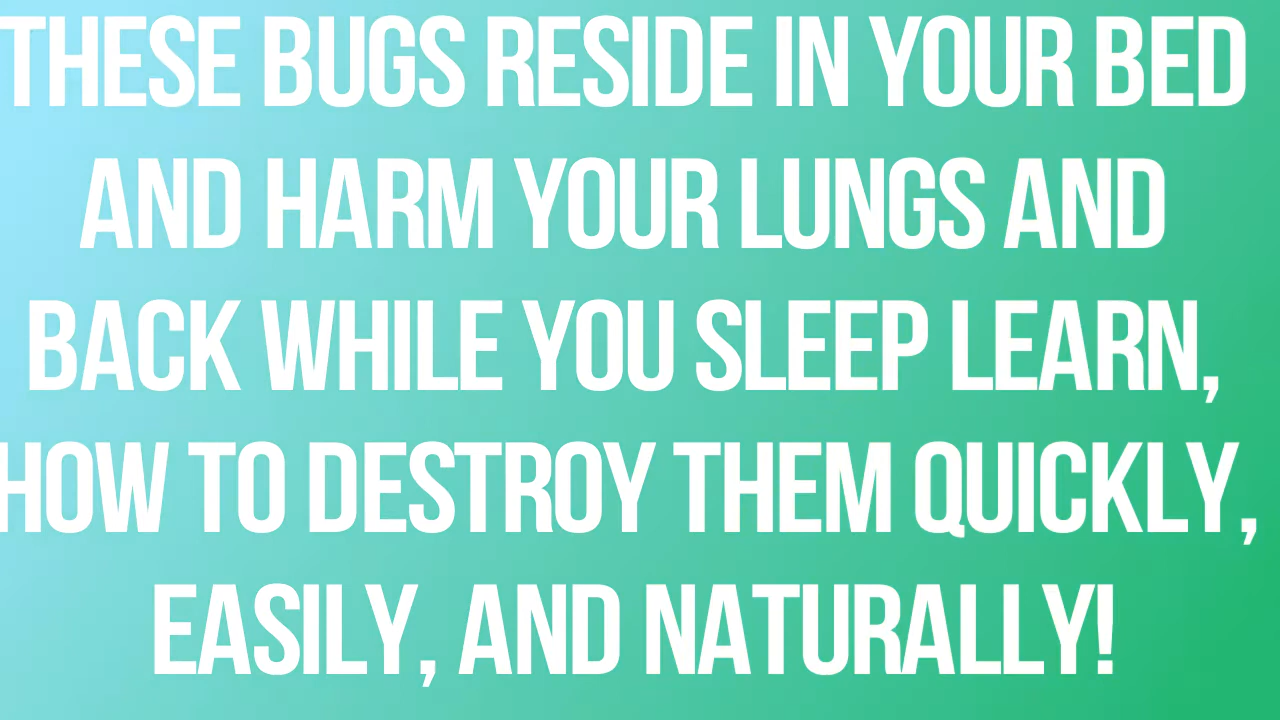 THESE BUGS RESIDE IN YOUR BED
AND HARM YOUR LUNGS AND
BACK WHILE YOU SLEEP LEARN,
HOW TO DESTROY THEM QUICKLY,
EASILY, AND NATURALLY!